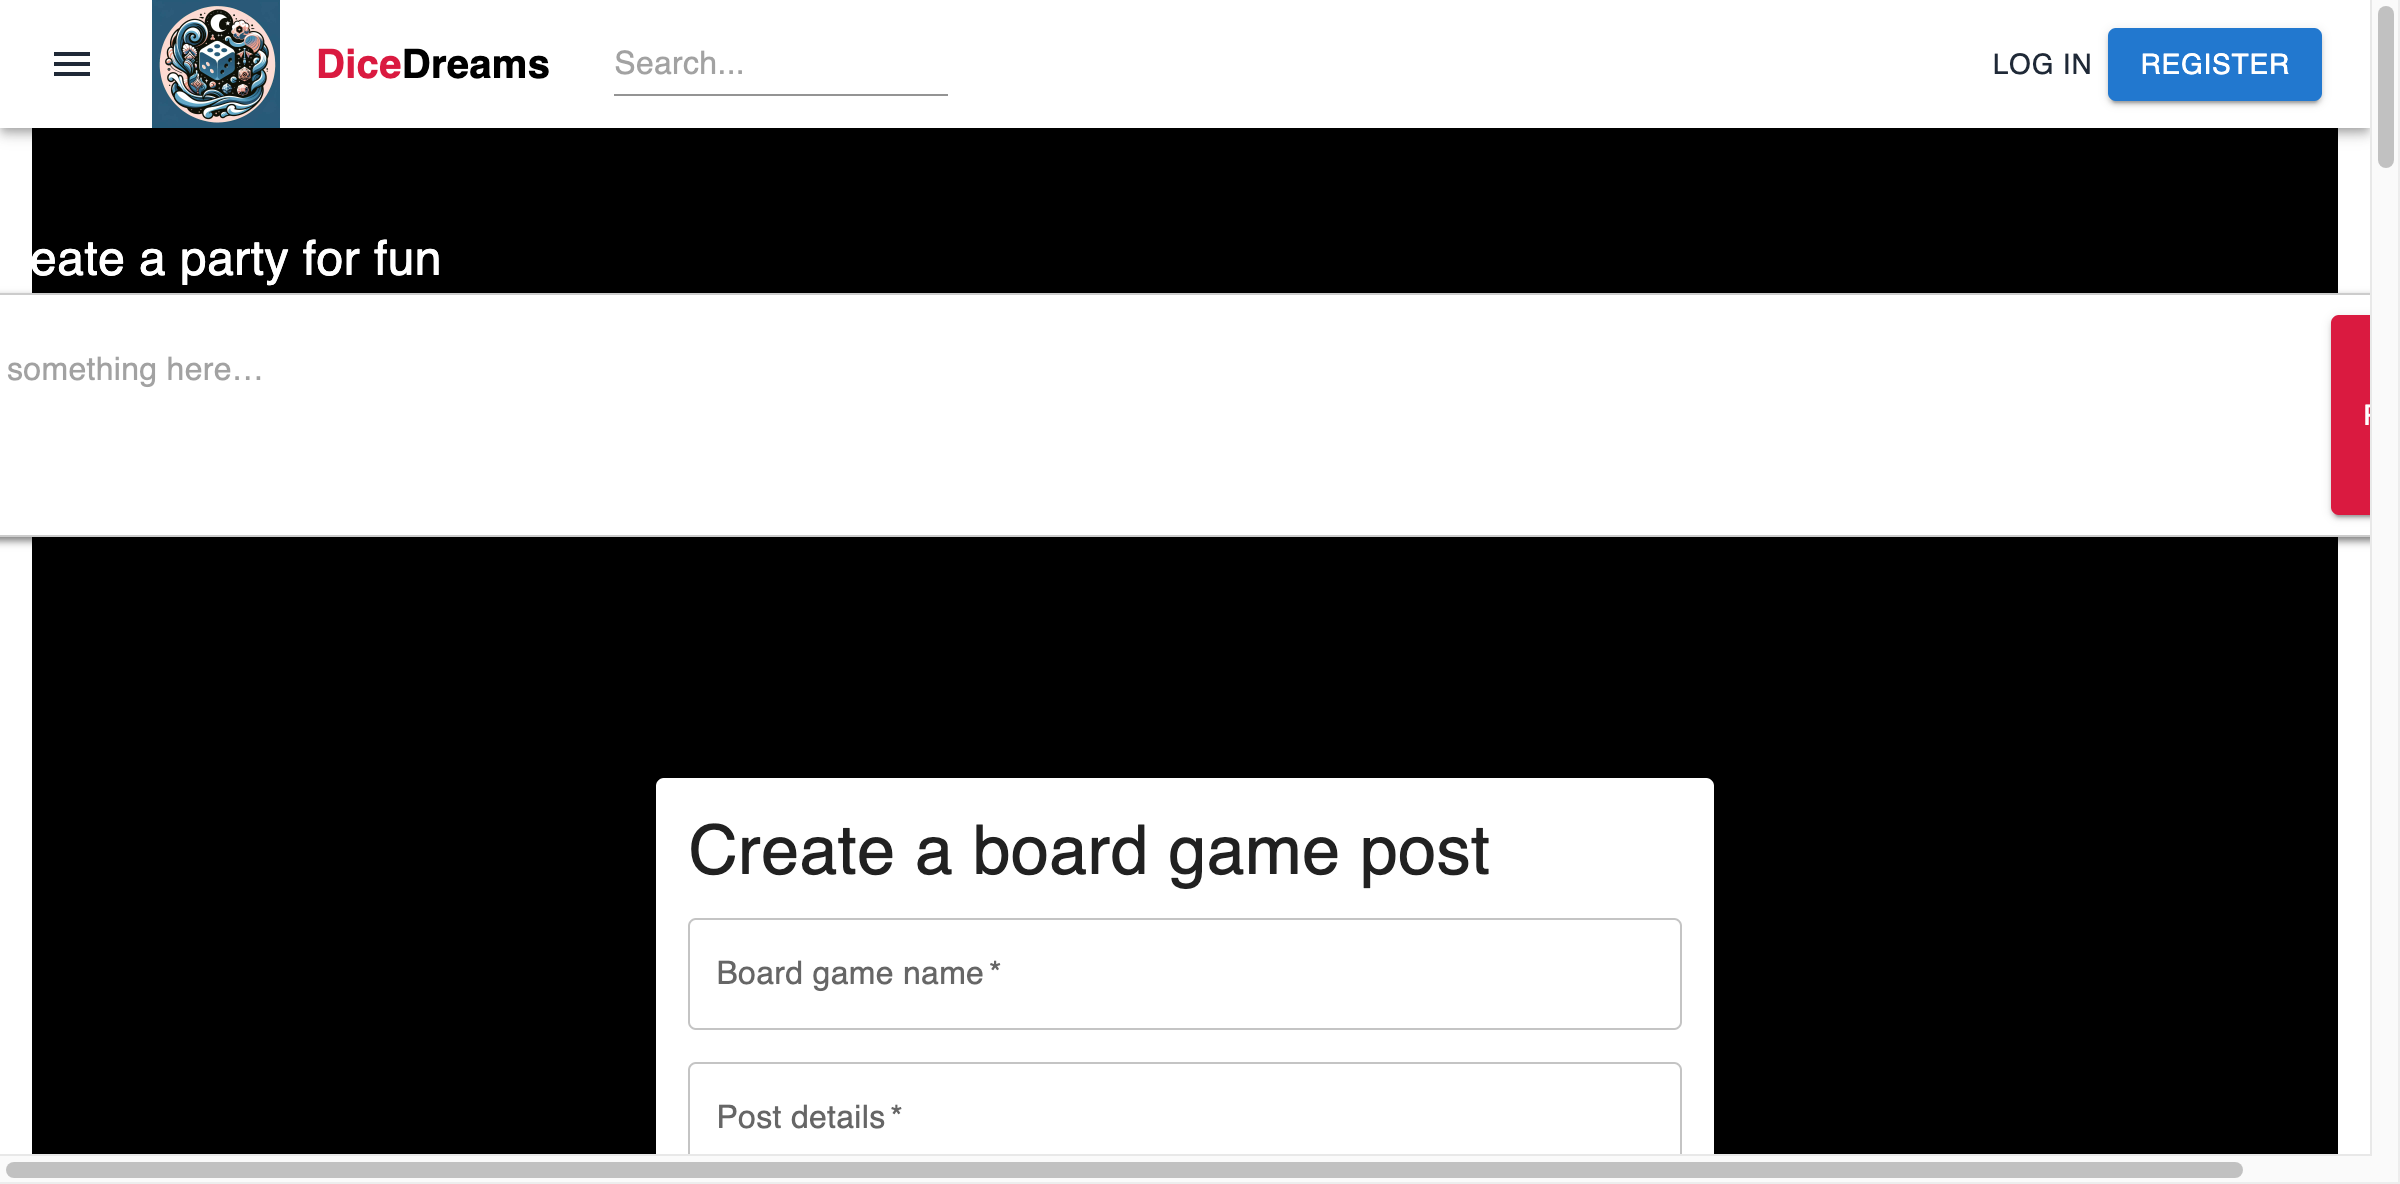 DiceDreams
Search...
LOG IN
REGISTER
eate a party for fun
something here...
Create a board game post
Board game name *
Post details *